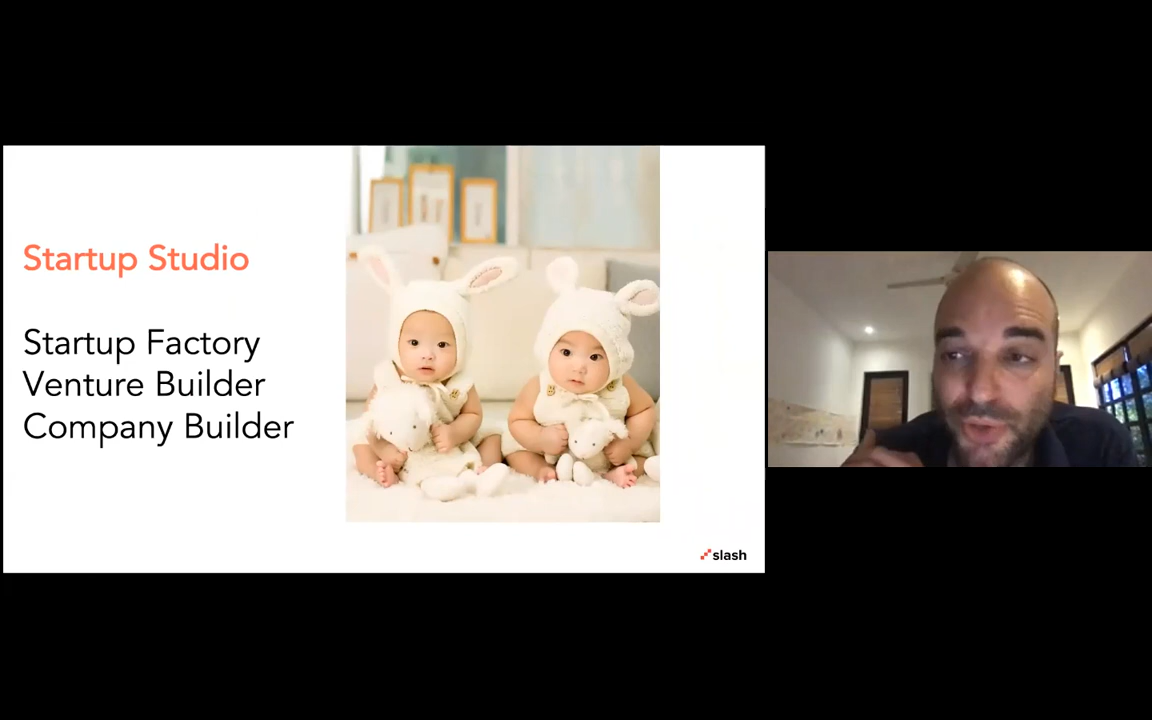 Startup Studio
Startup Factory
Venture Builder
Company Builder
slash